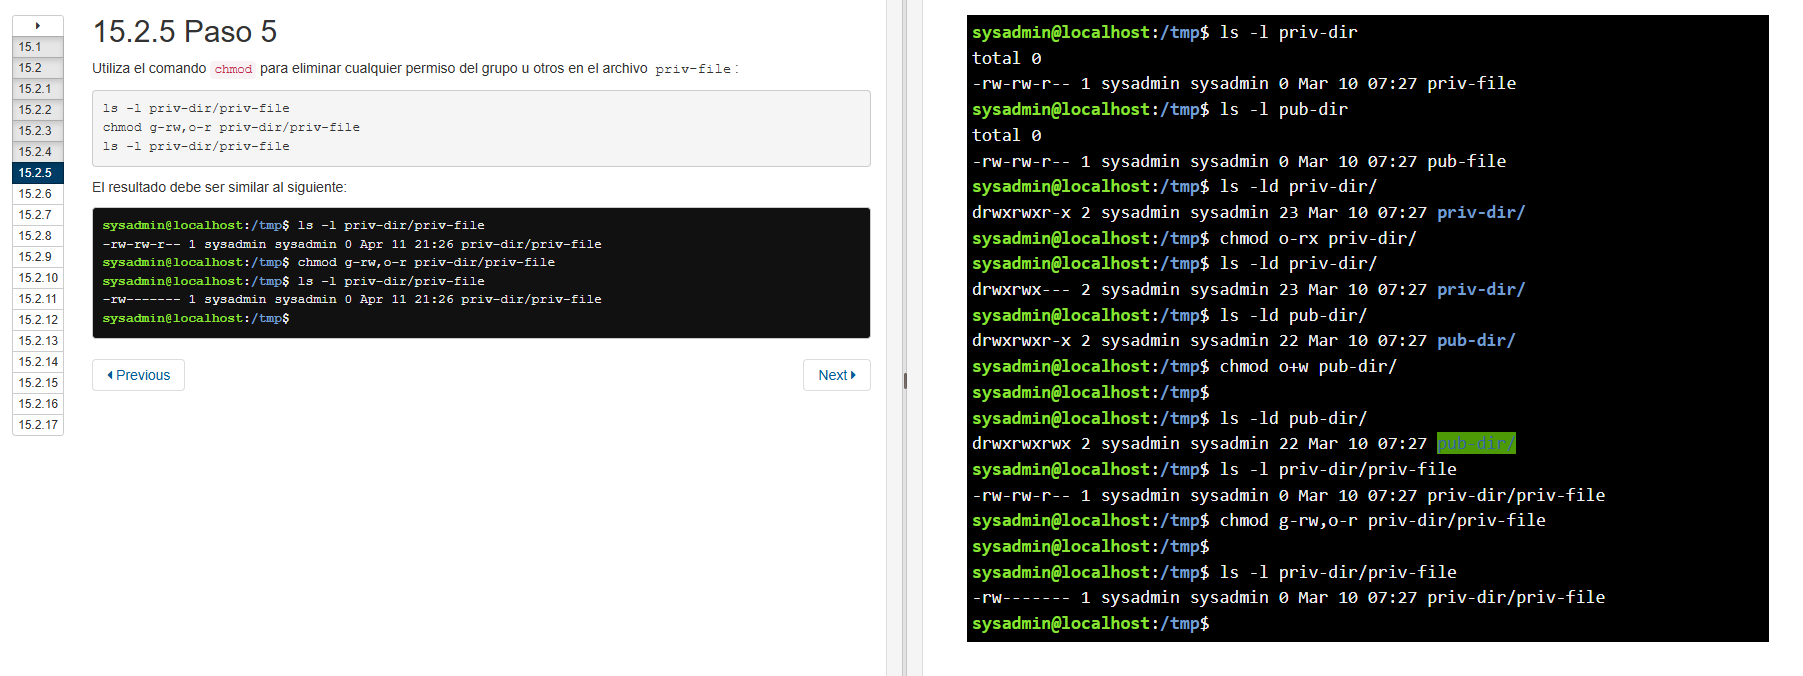 15.1
15.2
15.2.1
15.2.2
15.2.3
15.2.4
15.2.5
15.2.6
15.2.7
15.2.8
15.2.9
15.2.10
15.2.11
15.2.12
15.2.13
15.2.14
15.2.15
15.2.16
15.2.17
15.2.5 Paso 5
Utiliza el comando chmod para eliminar cualquier permiso del grupo u otros en el archivo priv-file :
ls -l priv-dir/priv-file
chmod g-rw,o-r priv-dir/priv-file
ls -l priv-dir/priv-file
El resultado debe ser similar al siguiente:
sysadmin@localhost:/tmp$ ls -l priv-dir/priv-file
-rw-rw-r-- 1 sysadmin sysadmin 0 Apr 11 21:26 priv-dir/priv-file
sysadmin@localhost:/tmp$ chmod g-rw,o-r priv-dir/priv-file
sysadmin@localhost:/tmp$ ls -l priv-dir/priv-file
-rw------- 1 sysadmin sysadmin 0 Apr 11 21:26 priv-dir/priv-file
sysadmin@localhost:/tmp$
Previous
Next
sysadmin@localhost:/tmp$ ls -l priv-dir
total 0
-rw-rw-r-- 1 sysadmin sysadmin 0 Mar 10 07:27 priv-file
sysadmin@localhost:/tmp$ ls -l pub-dir
total 0
-rw-rw-r-- 1 sysadmin sysadmin 0 Mar 10 07:27 pub-file
sysadmin@localhost:/tmp$ ls -ld priv-dir/
drwxrwxr-x 2 sysadmin sysadmin 23 Mar 10 07:27 priv-dir/
sysadmin@localhost:/tmp$ chmod o-rx priv-dir/
sysadmin@localhost:/tmp$ ls -ld priv-dir/
drwxrwx--- 2 sysadmin sysadmin 23 Mar 10 07:27 priv-dir/
sysadmin@localhost:/tmp$ ls -ld pub-dir/
drwxrwxr-x 2 sysadmin sysadmin 22 Mar 10 07:27 pub-dir/
sysadmin@localhost:/tmp$ chmod o+w pub-dir/
sysadmin@localhost:/tmp$
sysadmin@localhost:/tmp$ ls -ld pub-dir/
drwxrwxrwx 2 sysadmin sysadmin 22 Mar 10 07:27 pub-dir/
sysadmin@localhost:/tmp$ ls -l priv-dir/priv-file
-rw-rw-r-- 1 sysadmin sysadmin 0 Mar 10 07:27 priv-dir/priv-file
sysadmin@localhost:/tmp$ chmod g-rw,o-r priv-dir/priv-file
sysadmin@localhost:/tmp$
sysadmin@localhost:/tmp$ ls -l priv-dir/priv-file
-rw------- 1 sysadmin sysadmin 0 Mar 10 07:27 priv-dir/priv-file
sysadmin@localhost:/tmp$